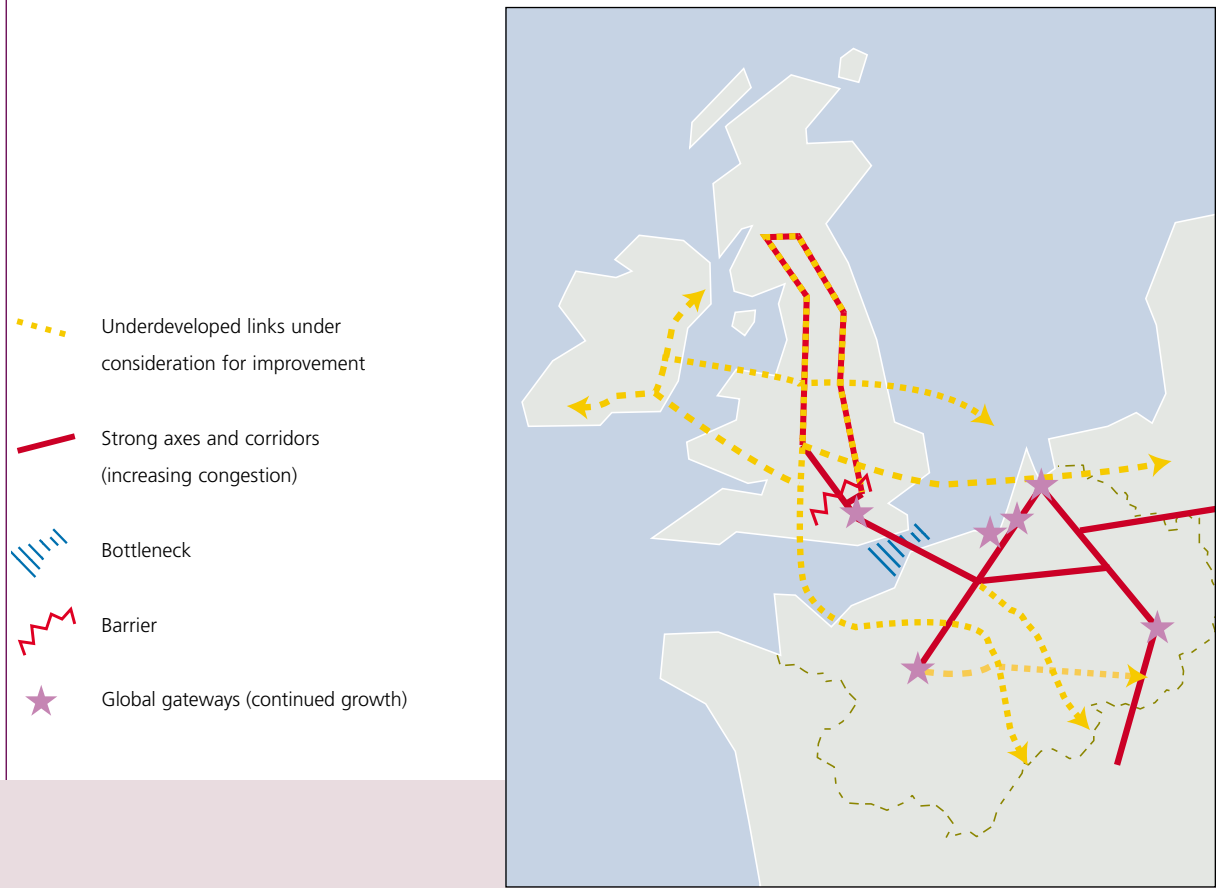 Underdeveloped links under
consideration for improvement
Strong axes and corridors
(increasing congestion)
Bottleneck
Barrier
Global gateways (continued growth)